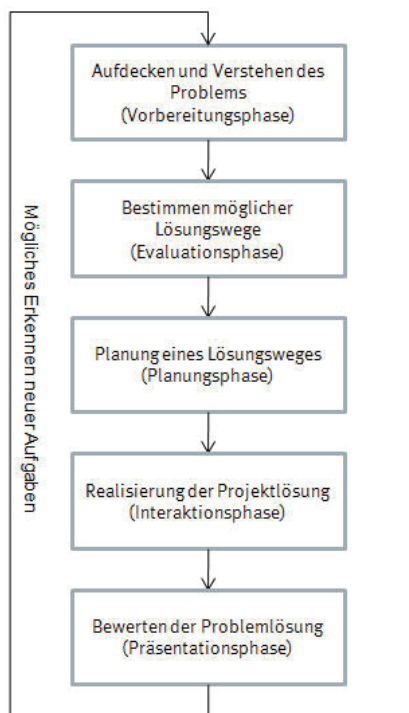 Aufdecken und Verstehen des
Problems
(Vorbereitungsphase)
Bestimmen möglicher
Lösungswege
(Evaluationsphase)
Planung eines Lösungsweges
(Planungsphase)
Realisierung der Projektlösung
(Interaktionsphase)
Bewerten der Problemlösung
(Präsentationsphase)
Mögliches Erkennen neuer Aufgaben